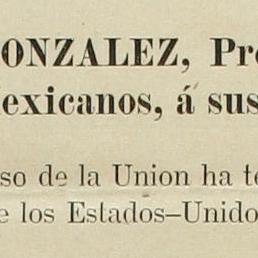 ONZALEZ, Pre
exicanos, á sus
so de la Union ha te
e los Estados–Unido